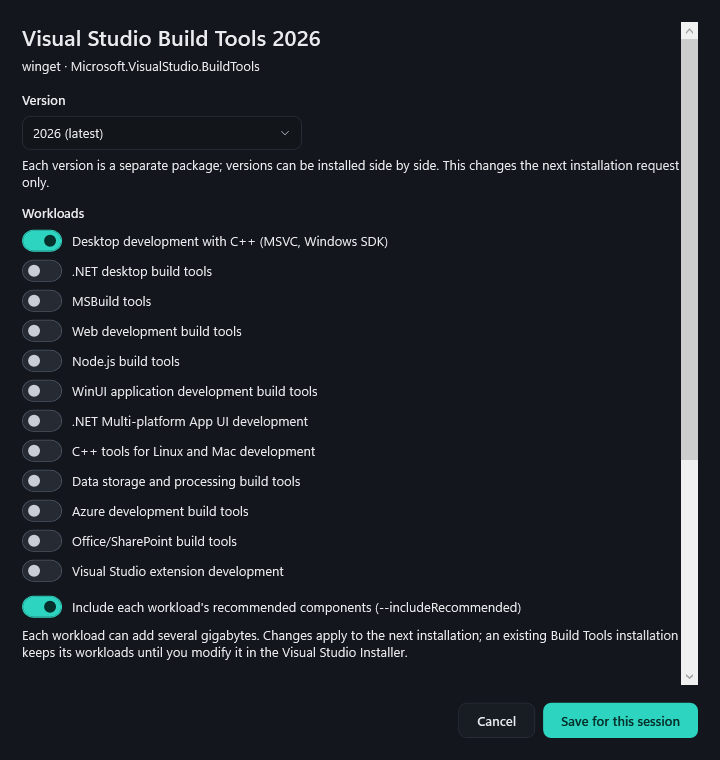 Visual Studio Build Tools 2026
winget · Microsoft.VisualStudio.BuildTools
Version
2026 (latest)
Each version is a separate package; versions can be installed side by side. This changes the next installation request
only.
Workloads
Desktop development with C++ (MSVC, Windows SDK)
.NET desktop build tools
MSBuild tools
Web development build tools
Node.js build tools
WinUI application development build tools
.NET Multi-platform App UI development
C++ tools for Linux and Mac development
Data storage and processing build tools
Azure development build tools
Office/SharePoint build tools
Visual Studio extension development
Include each workload's recommended components (--includeRecommended)
Each workload can add several gigabytes. Changes apply to the next installation; an existing Build Tools installation
keeps its workloads until you modify it in the Visual Studio Installer.
Cancel
Save for this session